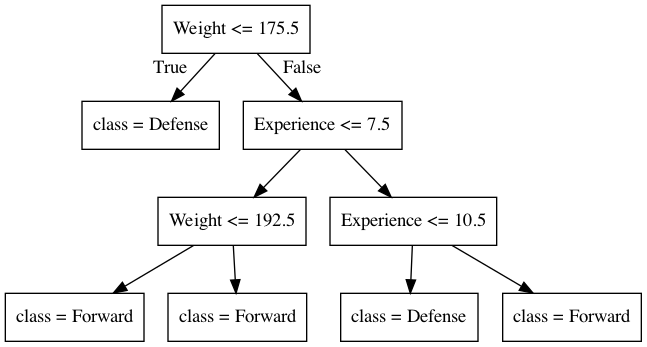 Weight <= 175.5
True
False
class = Defense
Experience <= 7.5
Weight <= 192.5
Experience <= 10.5
class = Forward
class = Forward
class = Defense
class = Forward